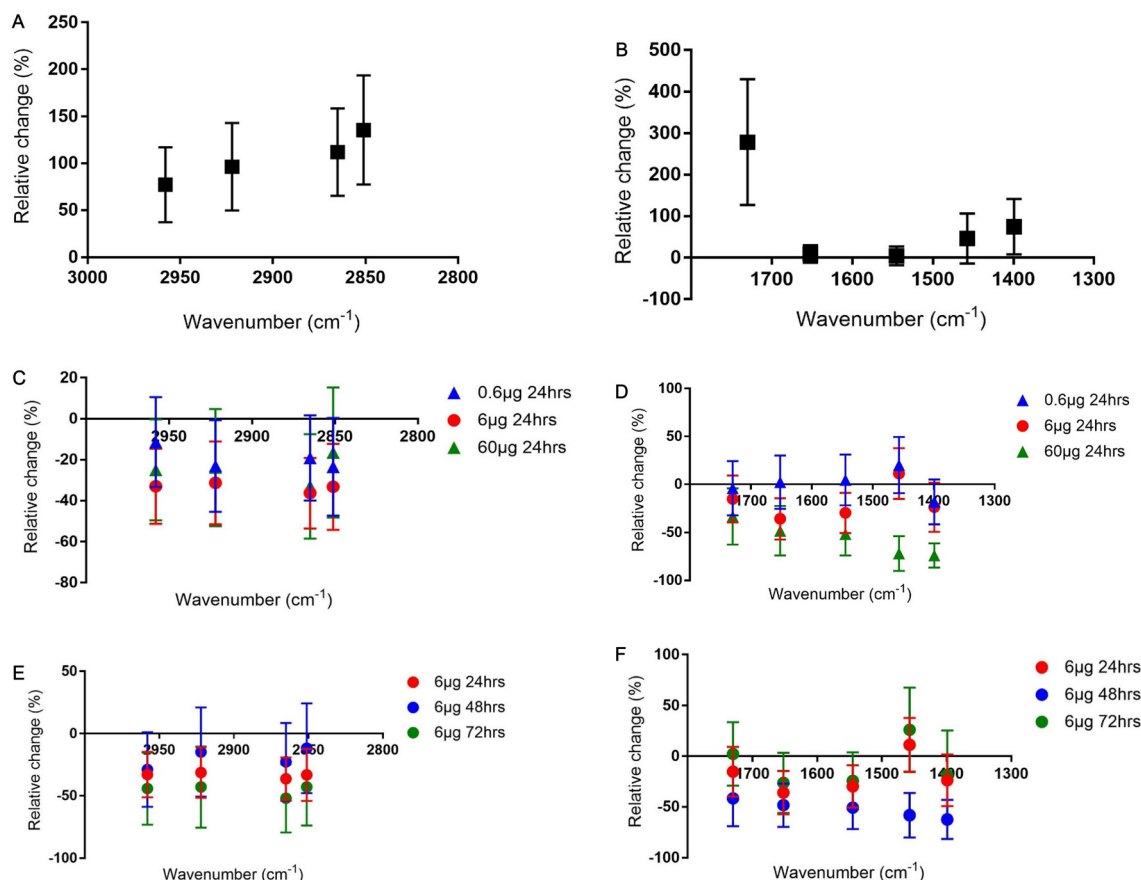 A
250
200
150
100
50
0
3000
2950
2900
2850
2800
Relative change (%)
Wavenumber (cm⁻¹)
B
500
400
300
200
100
0
-100
1700
1600
1500
1400
1300
Relative change (%)
Wavenumber (cm⁻¹)
C
20
0
-20
-40
-60
-80
2950
2900
2850
2800
Relative change (%)
Wavenumber (cm⁻¹)
0.6μg 24hrs
6μg 24hrs
60μg 24hrs
D
100
50
0
-50
-100
1700
1600
1500
1400
1300
Relative change (%)
Wavenumber (cm⁻¹)
0.6μg 24hrs
6μg 24hrs
60μg 24hrs
E
50
0
-50
-100
2950
2900
2850
2800
Relative change (%)
Wavenumber (cm⁻¹)
6μg 24hrs
6μg 48hrs
6μg 72hrs
F
100
50
0
-50
-100
1700
1600
1500
1400
1300
Relative change (%)
Wavenumber (cm⁻¹)
6μg 24hrs
6μg 48hrs
6μg 72hrs